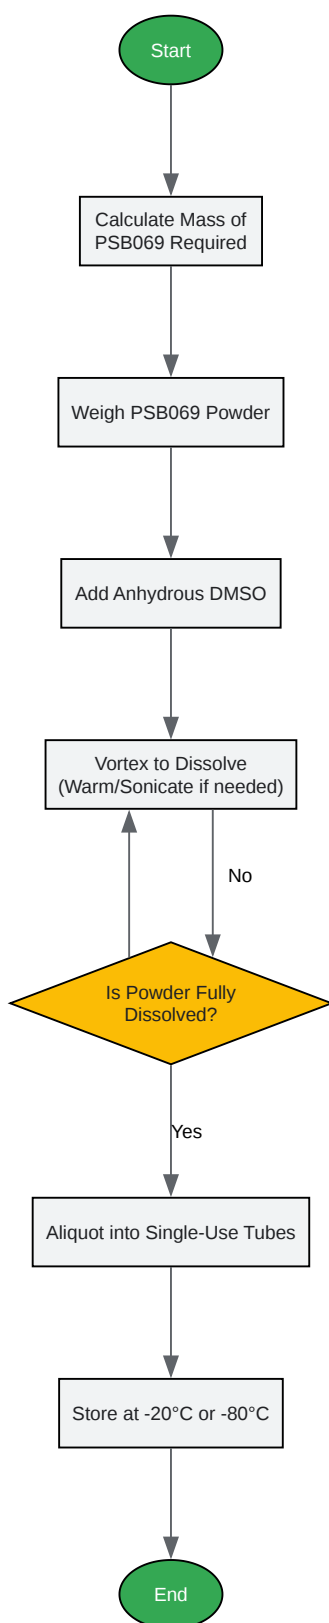 Start
Calculate Mass of
PSB069 Required
Weigh PSB069 Powder
Add Anhydrous DMSO
Vortex to Dissolve
(Warm/Sonicate if needed)
No
Is Powder Fully
Dissolved?
Yes
Aliquot into Single-Use Tubes
Store at -20°C or -80°C
End